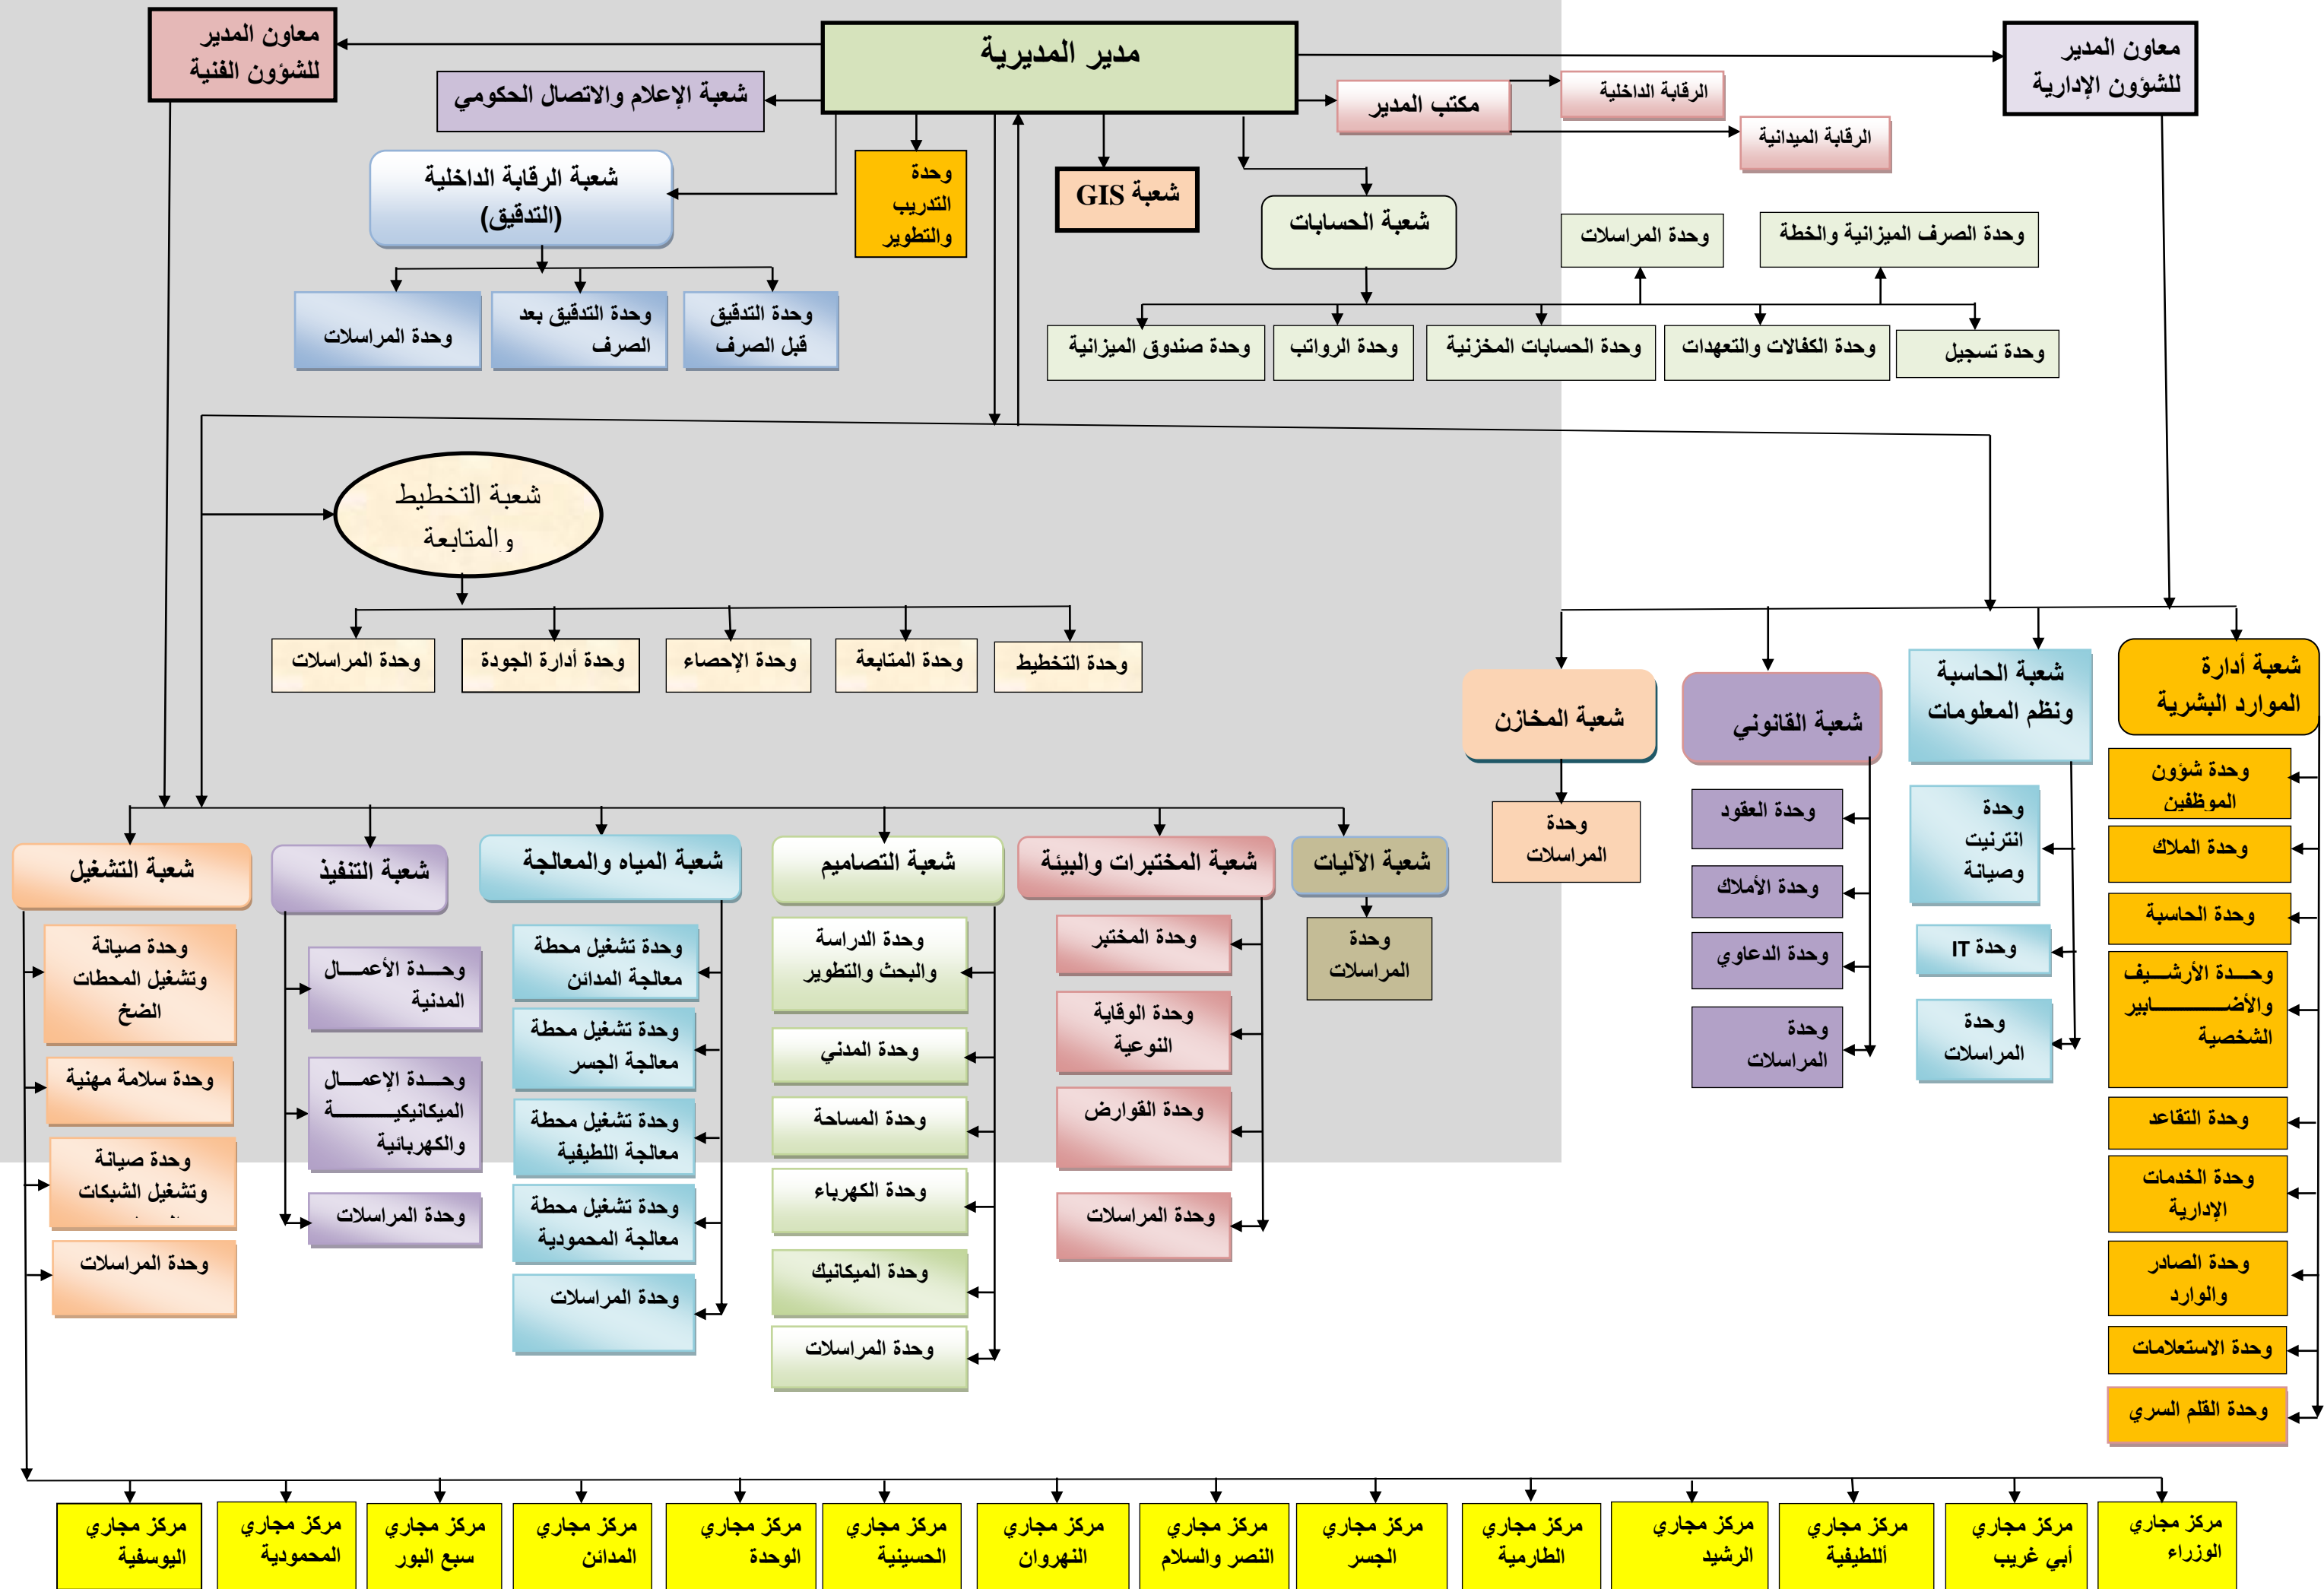 معاون المدير
للشؤون الإدارية
مدير المديرية
معاون المدير
للشؤون الفنية
مكتب المدير
الرقابة الداخلية
الرقابة الميدانية
شعبة الإعلام والاتصال الحكومي
شعبة الرقابة الداخلية
(التدقيق)
وحدة
التدريب
والتطوير
شعبة GIS
شعبة الحسابات
وحدة الصرف الميزانية والخطة
وحدة المراسلات
وحدة تسجيل
وحدة الكفالات والتعهدات
وحدة الحسابات المخزنية
وحدة الرواتب
وحدة صندوق الميزانية
وحدة التدقيق
قبل الصرف
وحدة التدقيق بعد
الصرف
وحدة المراسلات
شعبة التخطيط
والمتابعة
وحدة التخطيط
وحدة المتابعة
وحدة الإحصاء
وحدة أدارة الجودة
وحدة المراسلات
شعبة أدارة
الموارد البشرية
وحدة شؤون
الموظفين
وحدة الملاك
وحدة الحاسبة
وحــدة الأرشــيف
والأضــــــابير
الشخصية
وحدة التقاعد
وحدة الخدمات
الإدارية
وحدة الصادر
والوارد
وحدة الاستعلامات
وحدة القلم السري
شعبة الحاسبة
ونظم المعلومات
وحدة
انترنيت
وصيانة
وحدة IT
وحدة
المراسلات
شعبة القانوني
وحدة العقود
وحدة الأملاك
وحدة الدعاوي
وحدة
المراسلات
شعبة المخازن
وحدة
المراسلات
شعبة الآليات
وحدة
المراسلات
شعبة المختبرات والبيئة
وحدة المختبر
وحدة الوقاية
النوعية
وحدة القوارض
وحدة المراسلات
شعبة التصاميم
وحدة الدراسة
والبحث والتطوير
وحدة المدني
وحدة المساحة
وحدة الكهرباء
وحدة الميكانيك
وحدة المراسلات
شعبة المياه والمعالجة
وحدة تشغيل محطة
معالجة المدائن
وحدة تشغيل محطة
معالجة الجسر
وحدة تشغيل محطة
معالجة اللطيفية
وحدة تشغيل محطة
معالجة المحمودية
وحدة المراسلات
شعبة التنفيذ
وحــدة الأعمــال
المدنية
وحــدة الإعمــال
الميكانيكيــــــة
والكهربائية
وحدة المراسلات
شعبة التشغيل
وحدة صيانة
وتشغيل المحطات
الضخ
وحدة سلامة مهنية
وحدة صيانة
وتشغيل الشبكات
وحدة المراسلات
مركز مجاري
الوزراء
مركز مجاري
أبي غريب
مركز مجاري
أللطيفية
مركز مجاري
الرشيد
مركز مجاري
الطارمية
مركز مجاري
الجسر
مركز مجاري
النصر والسلام
مركز مجاري
النهروان
مركز مجاري
الحسينية
مركز مجاري
الوحدة
مركز مجاري
المدائن
مركز مجاري
سبع البور
مركز مجاري
المحمودية
مركز مجاري
اليوسفية